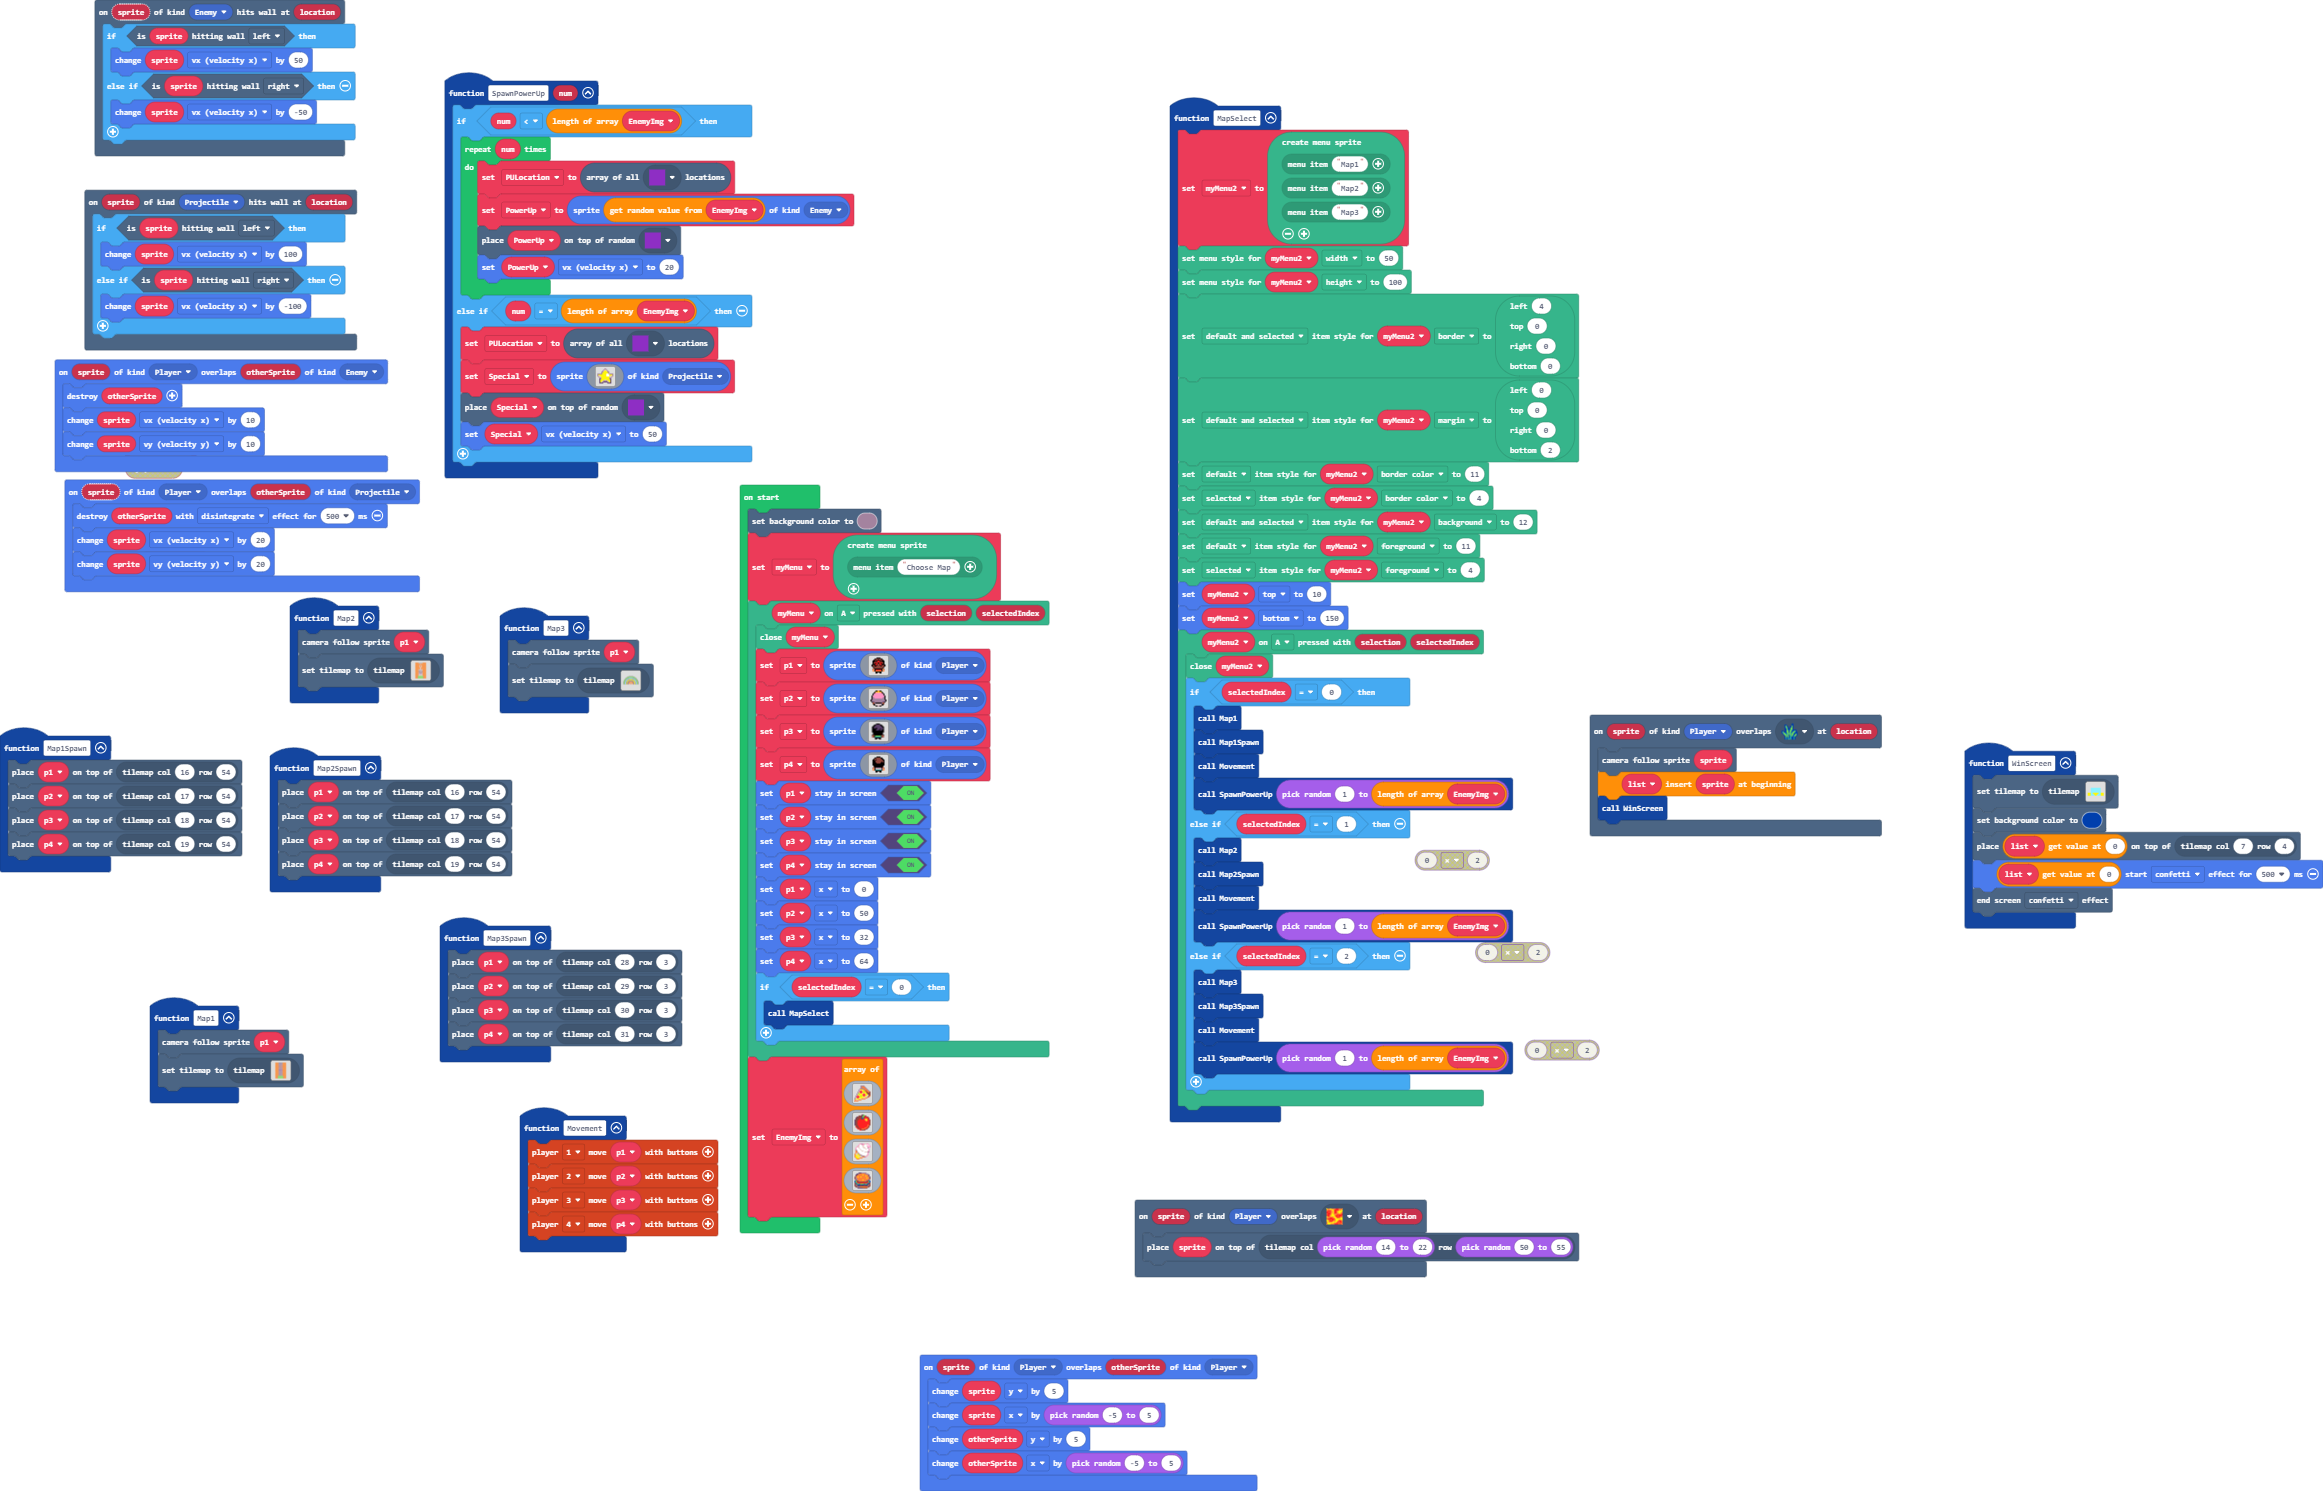 on sprite of kind Enemy hits wall at location
if is sprite hitting wall left then
change sprite vx (velocity x) by 50
else if is sprite hitting wall right then
change sprite vx (velocity x) by -50
on sprite of kind Projectile hits wall at location
if is sprite hitting wall left then
change sprite vx (velocity x) by 100
else if is sprite hitting wall right then
change sprite vx (velocity x) by -100
on sprite of kind Player overlaps otherSprite of kind Enemy
destroy otherSprite
change sprite vx (velocity x) by 10
change sprite vy (velocity y) by 10
on sprite of kind Player overlaps otherSprite of kind Projectile
destroy otherSprite with disintegrate effect for 500 ms
change sprite vx (velocity x) by 20
change sprite vy (velocity y) by 20
function SpawnPowerUp num
if num < length of array EnemyImg then
repeat num times
do
set PULocation to array of all locations
set PowerUp to sprite get random value from EnemyImg of kind Enemy
place PowerUp on top of random
set PowerUp vx (velocity x) to 20
else if num = length of array EnemyImg then
set PULocation to array of all locations
set Special to sprite of kind Projectile
place Special on top of random
set Special vx (velocity x) to 50
function Map2
camera follow sprite p1
set tilemap to tilemap
function Map3
camera follow sprite p1
set tilemap to tilemap
function Map1Spawn
place p1 on top of tilemap col 16 row 54
place p2 on top of tilemap col 17 row 54
place p3 on top of tilemap col 18 row 54
place p4 on top of tilemap col 19 row 54
function Map2Spawn
place p1 on top of tilemap col 16 row 54
place p2 on top of tilemap col 17 row 54
place p3 on top of tilemap col 18 row 54
place p4 on top of tilemap col 19 row 54
function Map3Spawn
place p1 on top of tilemap col 28 row 3
place p2 on top of tilemap col 29 row 3
place p3 on top of tilemap col 30 row 3
place p4 on top of tilemap col 31 row 3
function Map1
camera follow sprite p1
set tilemap to tilemap
function Movement
player 1 move p1 with buttons
player 2 move p2 with buttons
player 3 move p3 with buttons
player 4 move p4 with buttons
on start
set background color to
set myMenu to create menu sprite
menu item "Choose Map"
myMenu on A pressed with selection selectedIndex
close myMenu
set p1 to sprite of kind Player
set p2 to sprite of kind Player
set p3 to sprite of kind Player
set p4 to sprite of kind Player
set p1 stay in screen ON
set p2 stay in screen ON
set p3 stay in screen ON
set p4 stay in screen ON
set p1 x to 0
set p2 x to 50
set p3 x to 32
set p4 x to 64
if selectedIndex = 0 then
call MapSelect
set EnemyImg to array of
function MapSelect
set myMenu2 to create menu sprite
menu item "Map1"
menu item "Map2"
menu item "Map3"
set menu style for myMenu2 width to 50
set menu style for myMenu2 height to 100
set default and selected item style for myMenu2 border to
left 4
top 0
right 0
bottom 0
set default and selected item style for myMenu2 margin to
left 0
top 0
right 0
bottom 2
set default item style for myMenu2 border color to 11
set selected item style for myMenu2 border color to 4
set default and selected item style for myMenu2 background to 12
set default item style for myMenu2 foreground to 11
set selected item style for myMenu2 foreground to 4
set myMenu2 top to 10
set myMenu2 bottom to 150
myMenu2 on A pressed with selection selectedIndex
close myMenu2
if selectedIndex = 0 then
call Map1
call Map1Spawn
call Movement
call SpawnPowerUp pick random 1 to length of array EnemyImg
else if selectedIndex = 1 then
call Map2
call Map2Spawn
call Movement
call SpawnPowerUp pick random 1 to length of array EnemyImg
else if selectedIndex = 2 then
call Map3
call Map3Spawn
call Movement
call SpawnPowerUp pick random 1 to length of array EnemyImg
0 × 2
0 × 2
0 × 2
on sprite of kind Player overlaps at location
camera follow sprite sprite
list insert sprite at beginning
call WinScreen
function WinScreen
set tilemap to tilemap
set background color to
place list get value at 0 on top of tilemap col 7 row 4
list get value at 0 start confetti effect for 500 ms
end screen confetti effect
on sprite of kind Player overlaps at location
place sprite on top of tilemap col pick random 14 to 22 row pick random 50 to 55
on sprite of kind Player overlaps otherSprite of kind Player
change sprite y by 5
change sprite x by pick random -5 to 5
change otherSprite y by 5
change otherSprite x by pick random -5 to 5